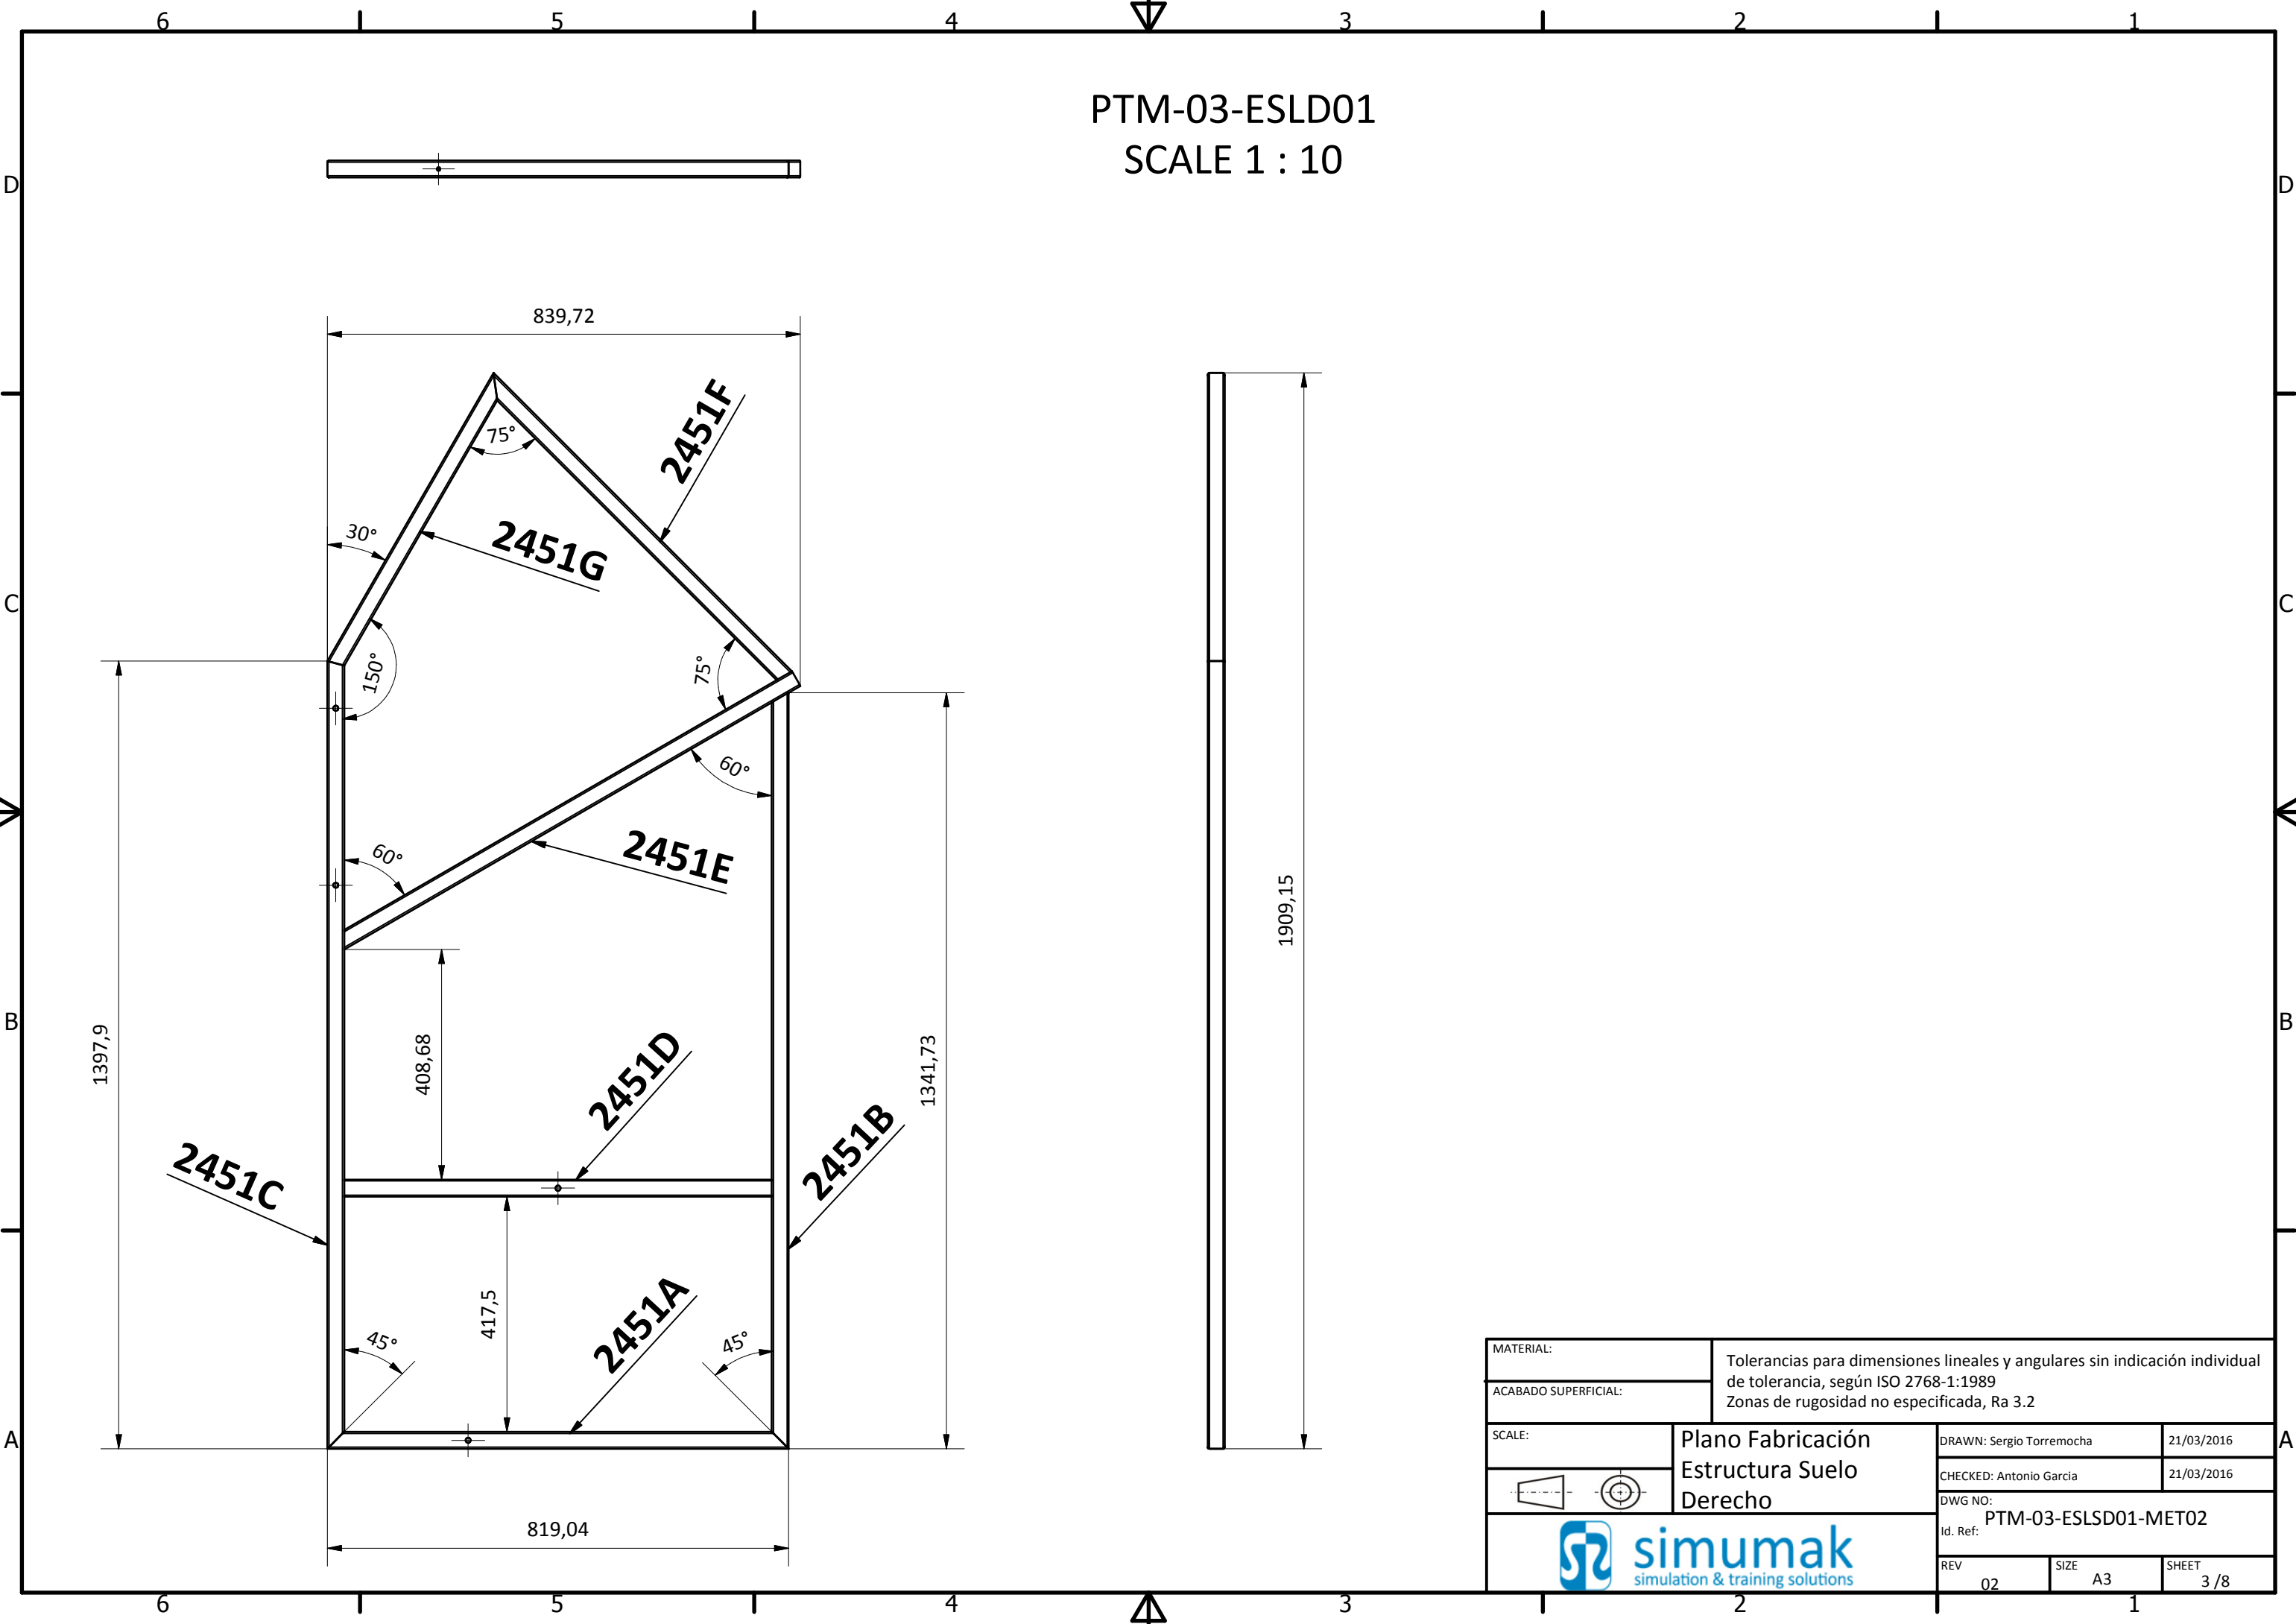 6 5 4 3 2 1
PTM-03-ESLD01
SCALE 1 : 10
D D
839,72
2451F
75°
30°
2451G
C C
150°
75°
60°
60°
2451E
1909,15
B B
1397,9
408,68
2451D
1341,73
2451B
2451C
417,5
2451A
45°
45°
A A
819,04
MATERIAL:
ACABADO SUPERFICIAL:
Tolerancias para dimensiones lineales y angulares sin indicación individual
de tolerancia, según ISO 2768-1:1989
Zonas de rugosidad no especificada, Ra 3.2
SCALE:
Plano Fabricación
Estructura Suelo
Derecho
DRAWN: Sergio Torremocha 21/03/2016
CHECKED: Antonio Garcia 21/03/2016
DWG NO:
PTM-03-ESLSD01-MET02
Id. Ref:
simumak
simulation & training solutions
REV
02
SIZE
A3
SHEET
3 /8
6 5 4 3 2 1